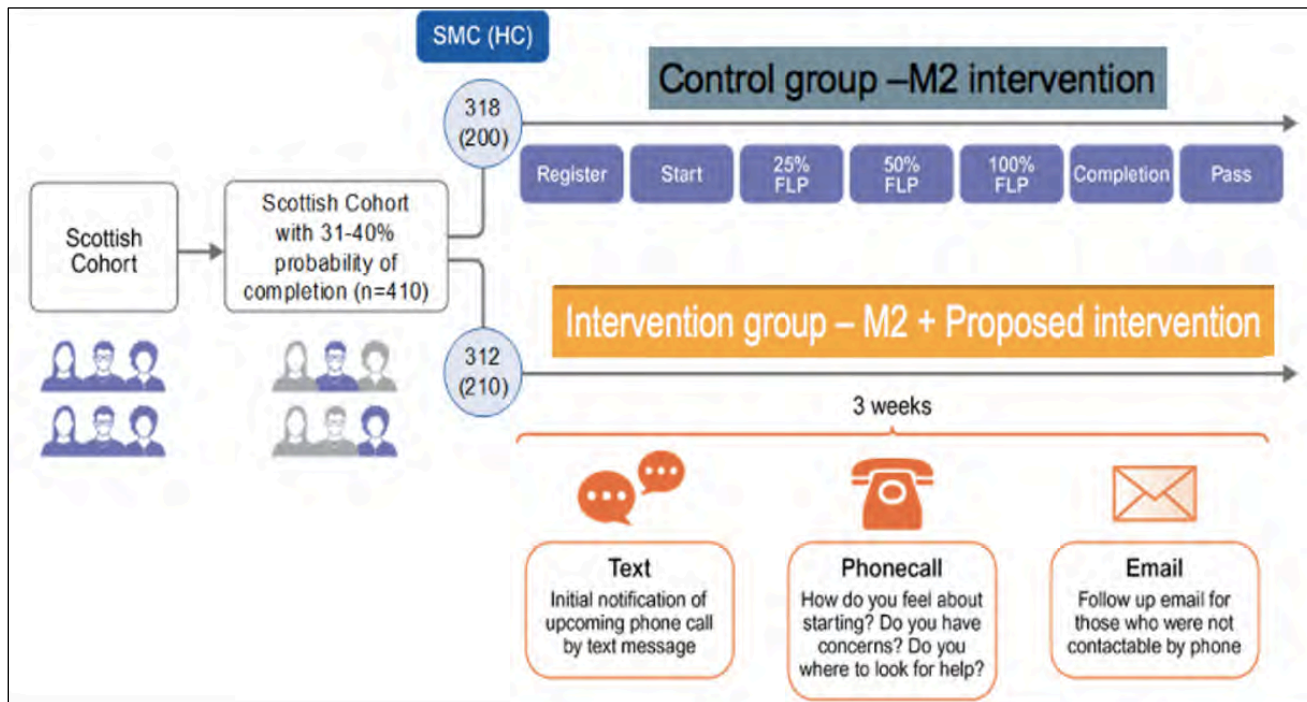 SMC (HC)
Control group –M2 intervention
318
(200)
Register
Start
25%
FLP
50%
FLP
100%
FLP
Completion
Pass
Scottish
Cohort
Scottish Cohort
with 31-40%
probability of
completion (n=410)
Intervention group – M2 + Proposed intervention
312
(210)
3 weeks
Text
Initial notification of
upcoming phone call
by text message
Phonecall
How do you feel about
starting? Do you have
concerns? Do you
where to look for help?
Email
Follow up email for
those who were not
contactable by phone